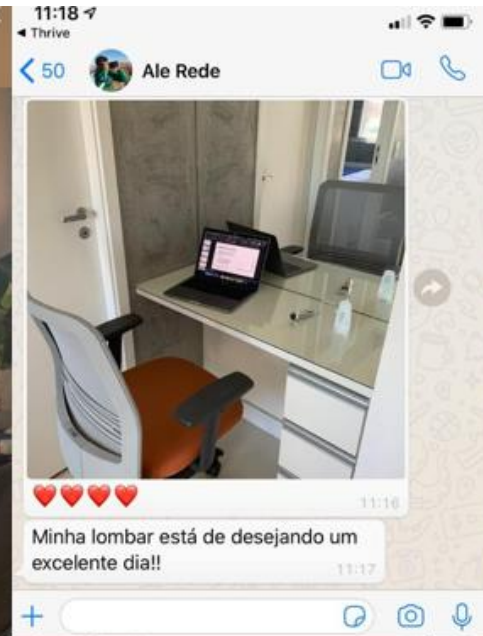 11:18
Thrive
50
Ale Rede
11:16
Minha lombar está de desejando um
excelente dia!!
11:17